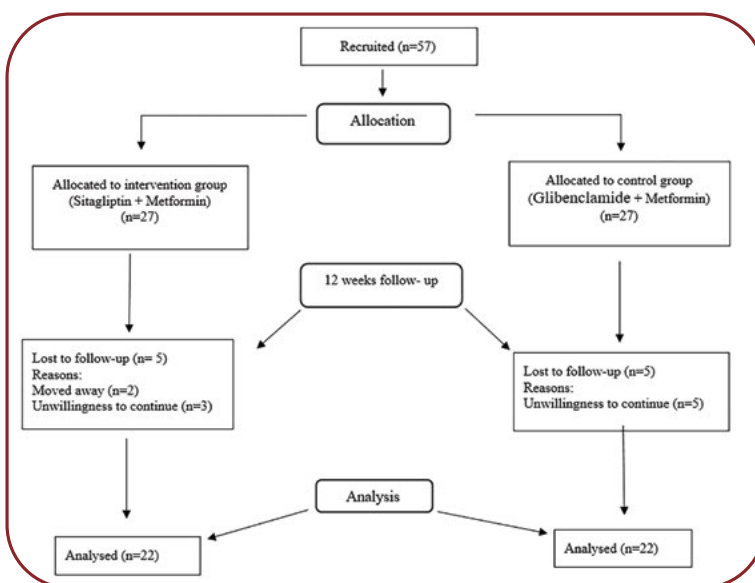 Recruited (n=57)
Allocation
Allocated to intervention group
(Sitagliptin + Metformin)
(n=27)
Allocated to control group
(Glibenclamide + Metformin)
(n=27)
12 weeks follow- up
Lost to follow-up (n= 5)
Reasons:
Moved away (n=2)
Unwillingness to continue (n=3)
Lost to follow-up (n=5)
Reasons:
Unwillingness to continue (n=5)
Analysis
Analysed (n=22)
Analysed (n=22)